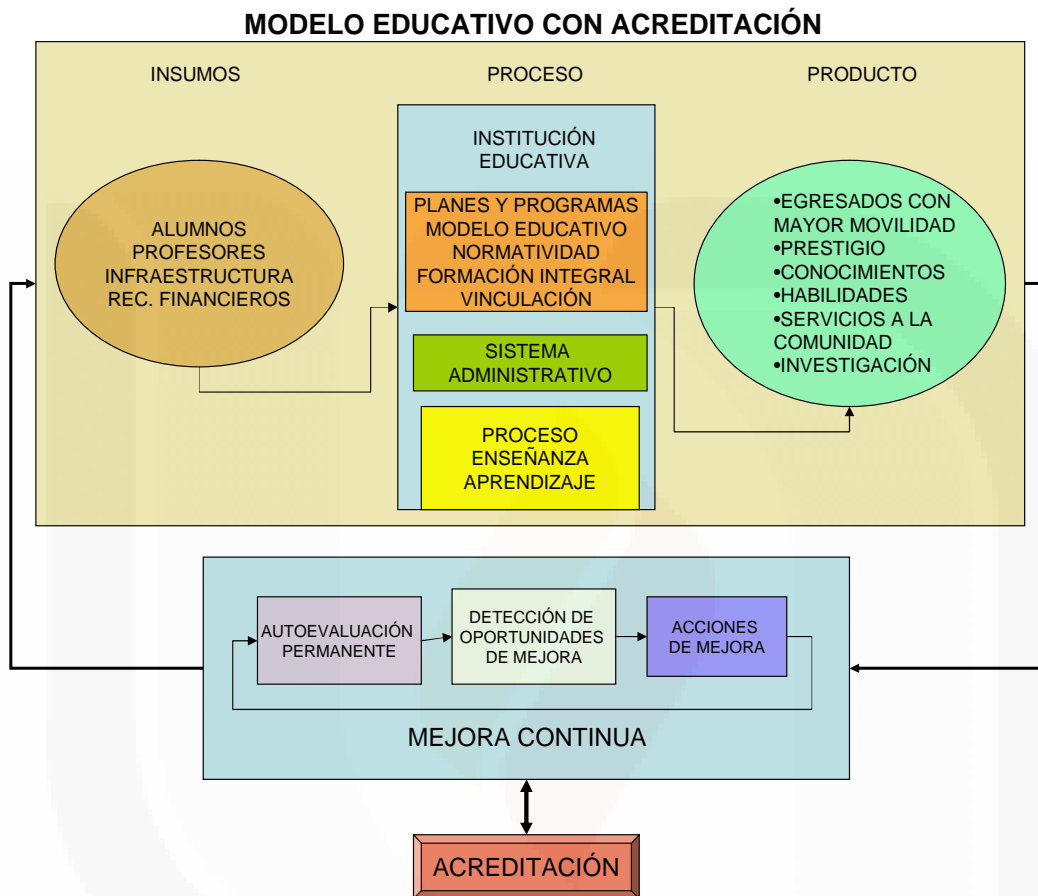 MODELO EDUCATIVO CON ACREDITACIÓN
INSUMOS
PROCESO
PRODUCTO
ALUMNOS
PROFESORES
INFRAESTRUCTURA
REC. FINANCIEROS
INSTITUCIÓN
EDUCATIVA
PLANES Y PROGRAMAS
MODELO EDUCATIVO
NORMATIVIDAD
FORMACIÓN INTEGRAL
VINCULACIÓN
SISTEMA
ADMINISTRATIVO
PROCESO
ENSEÑANZA
APRENDIZAJE
•EGRESADOS CON
MAYOR MOVILIDAD
•PRESTIGIO
•CONOCIMIENTOS
•HABILIDADES
•SERVICIOS A LA
COMUNIDAD
•INVESTIGACIÓN
AUTOEVALUACIÓN
PERMANENTE
DETECCIÓN DE
OPORTUNIDADES
DE MEJORA
ACCIONES
DE MEJORA
MEJORA CONTINUA
ACREDITACIÓN